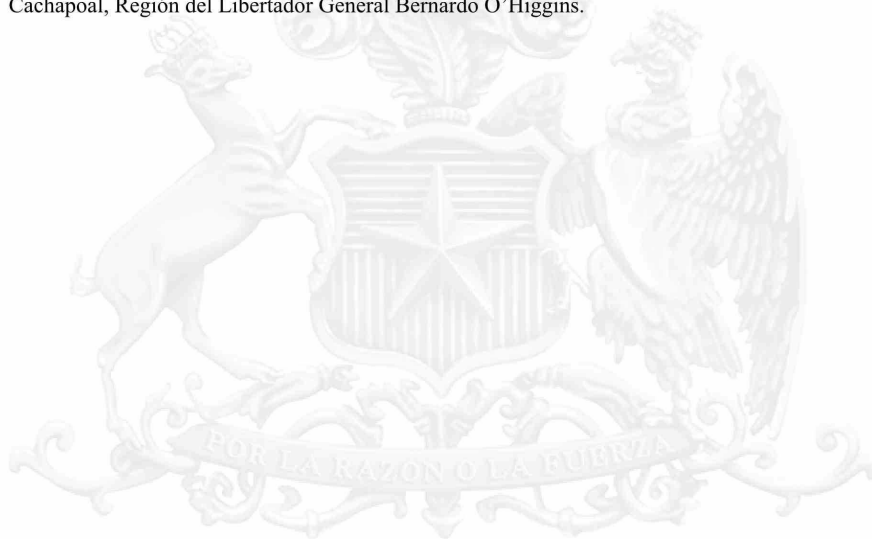 Cachapoal, Región del Libertador General Bernardo O’Higgins.
POR LA RAZON O LA FUERZA